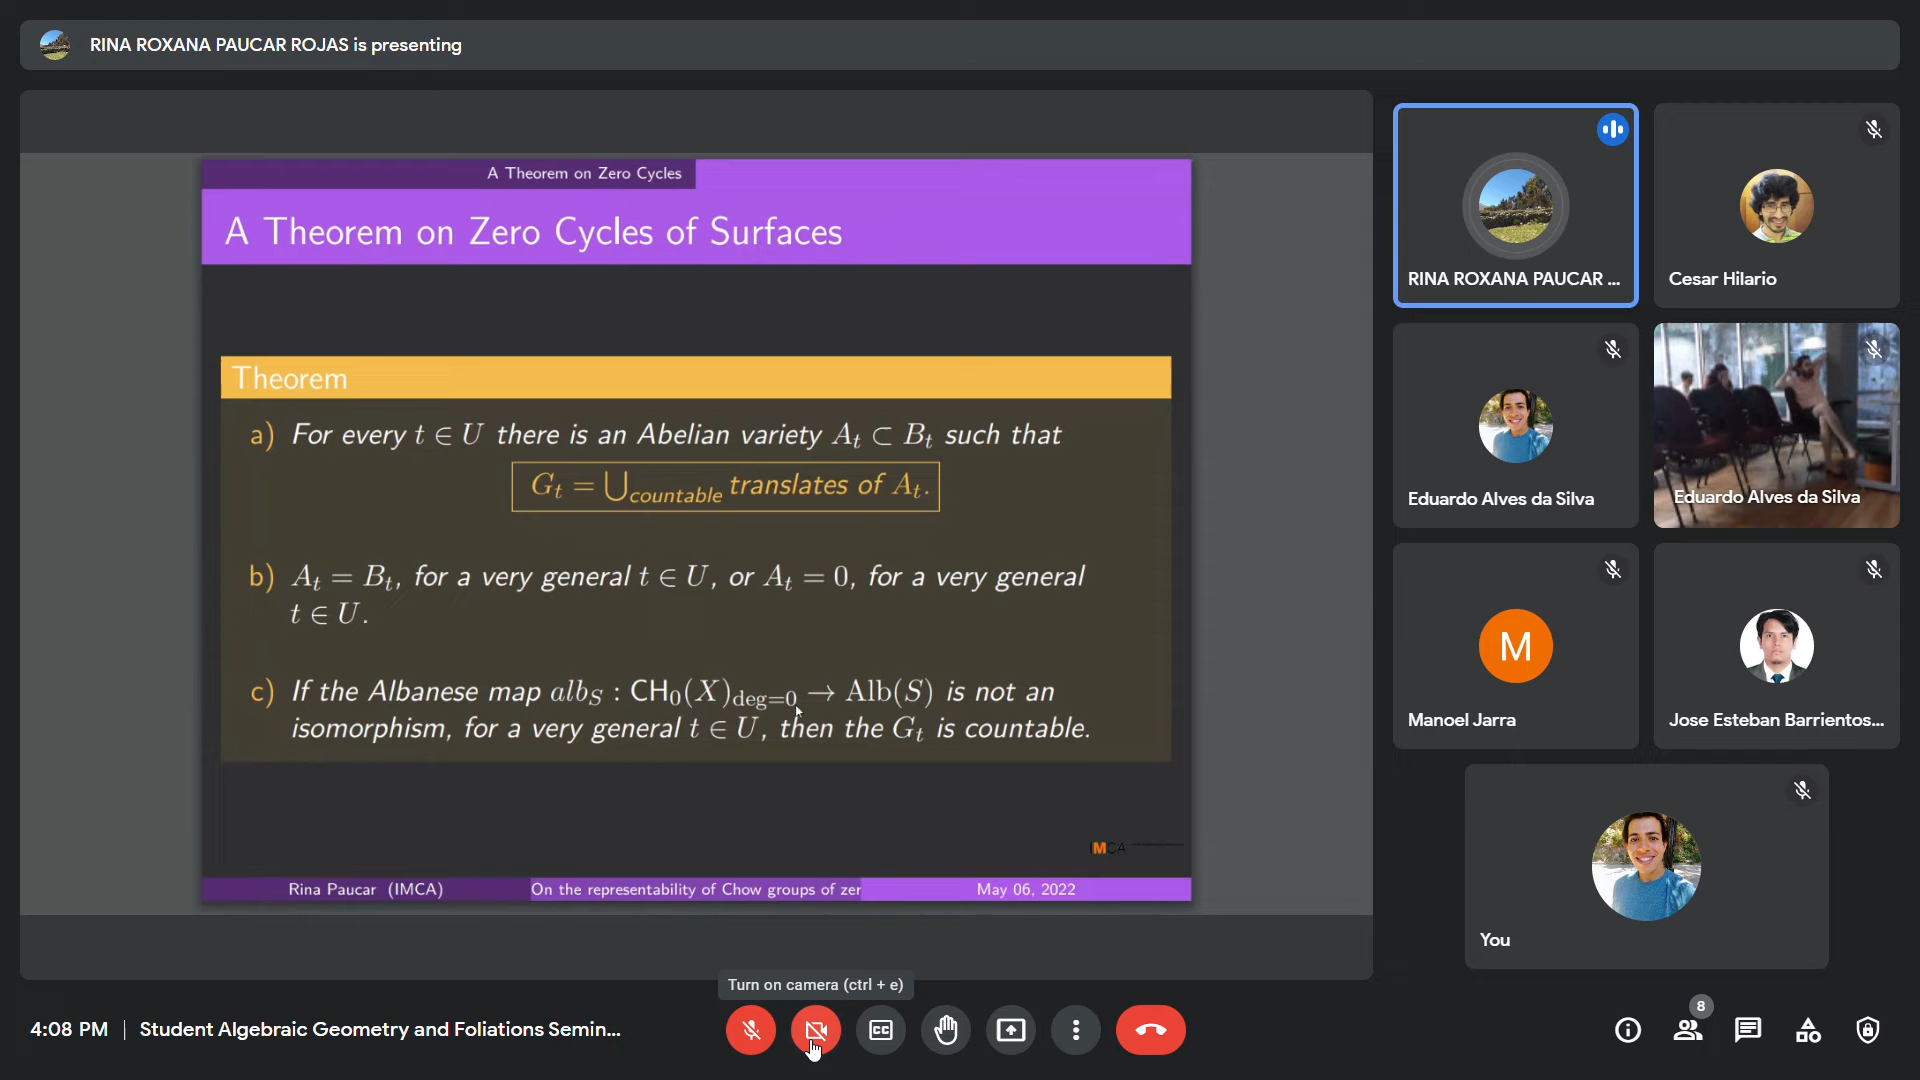 RINA ROXANA PAUCAR ROJAS is presenting
A Theorem on Zero Cycles
A Theorem on Zero Cycles of Surfaces
Theorem
a) For every t ∈ U there is an Abelian variety A_t ⊂ B_t such that
G_t = ⋃_countable translates of A_t.
b) A_t = B_t, for a very general t ∈ U, or A_t = 0, for a very general
t ∈ U.
c) If the Albanese map alb_S : CH_0(X)_deg=0 → Alb(S) is not an
isomorphism, for a very general t ∈ U, then the G_t is countable.
IMCA
Rina Paucar (IMCA)
On the representability of Chow groups of zer
May 06, 2022
RINA ROXANA PAUCAR ...
Cesar Hilario
Eduardo Alves da Silva
Eduardo Alves da Silva
M
Manoel Jarra
Jose Esteban Barrientos...
You
Turn on camera (ctrl + e)
4:08 PM | Student Algebraic Geometry and Foliations Semin...
CC
8